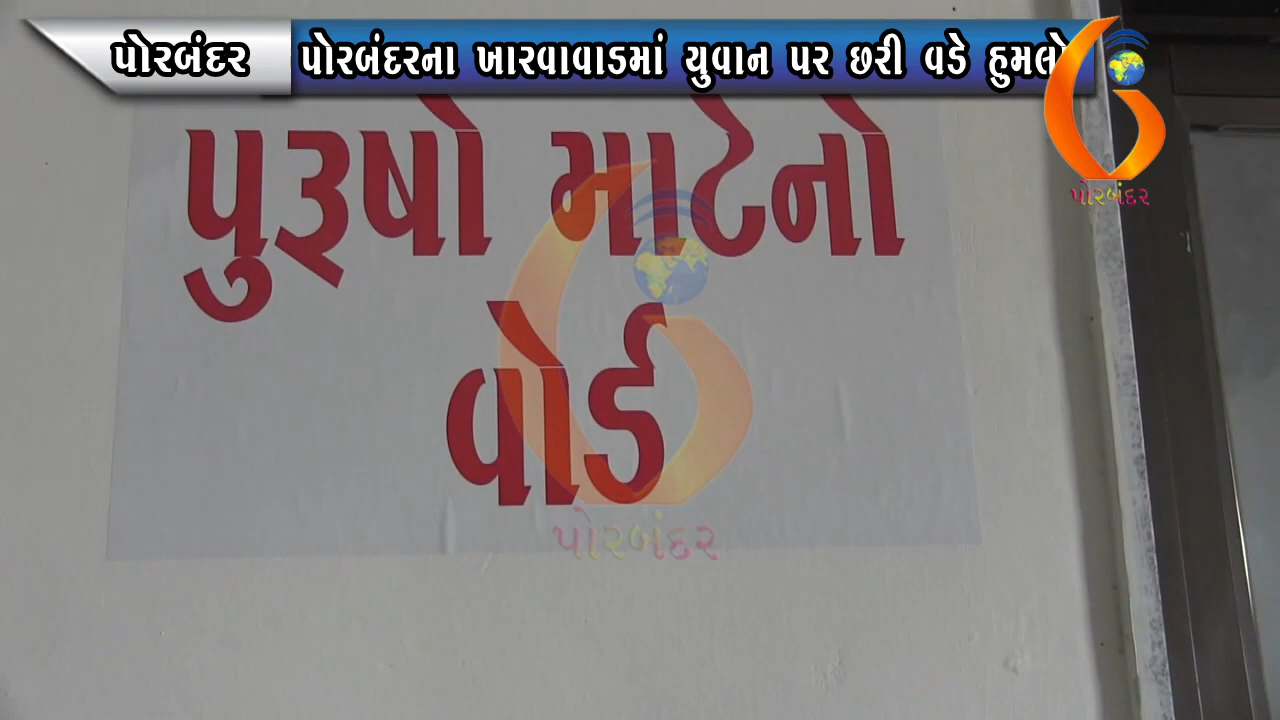 પોરબંદર પોરબંદરના ખારવાવાડમાં યુવાન પર છરી વડે હુમલો
પોરબંદર
પુરૂષો માટેનો
વોર્ડ
પોરબંદર